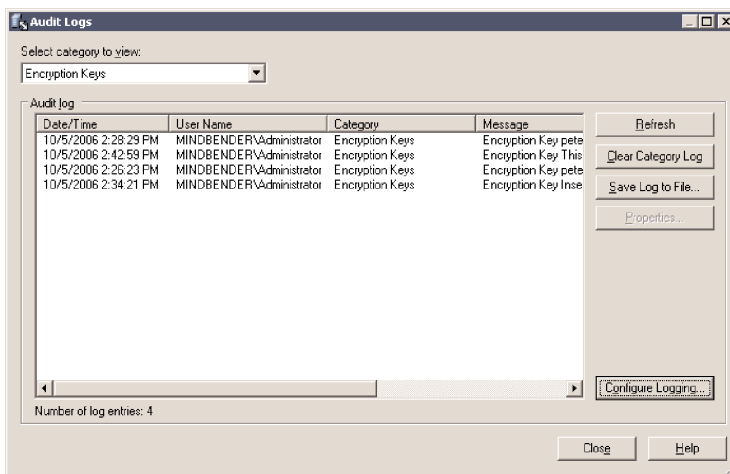 Audit Logs
Select category to view:
Encryption Keys
Audit log
Date/Time User Name Category Message
10/5/2006 2:28:29 PM MINDBENDER\Administrator Encryption Keys Encryption Key pete
10/5/2006 2:42:59 PM MINDBENDER\Administrator Encryption Keys Encryption Key This
10/5/2006 2:26:23 PM MINDBENDER\Administrator Encryption Keys Encryption Key pete
10/5/2006 2:34:21 PM MINDBENDER\Administrator Encryption Keys Encryption Key Inse
Refresh
Clear Category Log
Save Log to File...
Properties...
Configure Logging...
Number of log entries: 4
Close Help